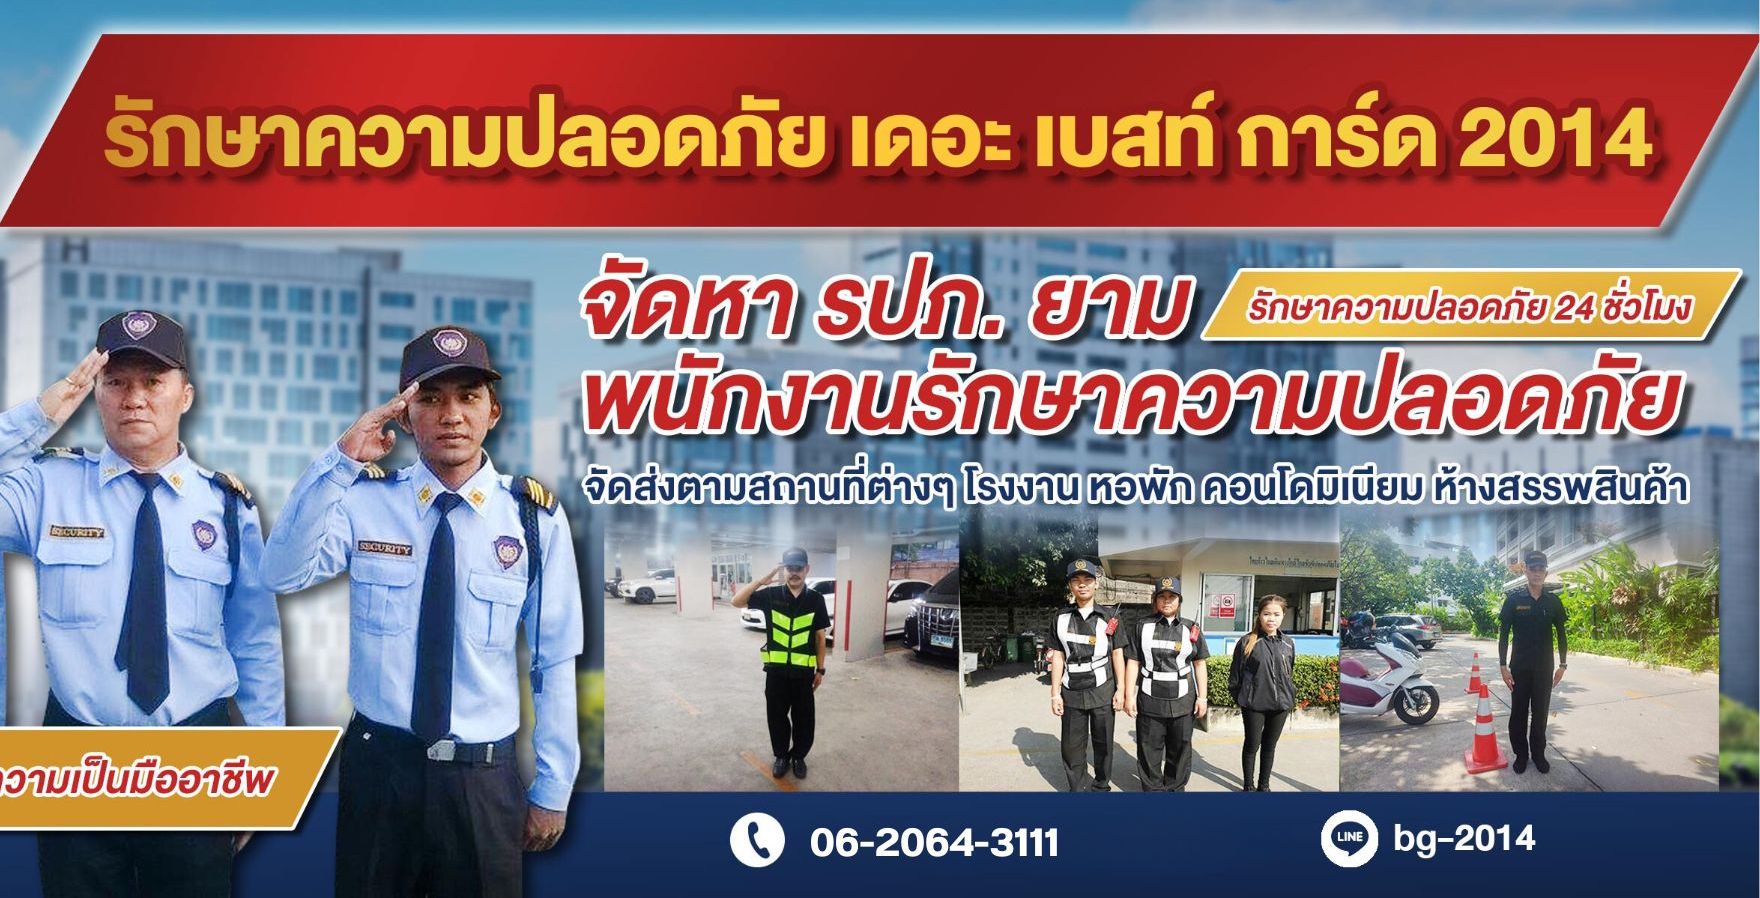 รักษาความปลอดภัย เดอะ เบสท์ การ์ด 2014
จัดหา รปภ. ยาม
รักษาความปลอดภัย 24 ชั่วโมง
พนักงานรักษาความปลอดภัย
จัดส่งตามสถานที่ต่างๆ โรงงาน หอพัก คอนโดมิเนียม ห้างสรรพสินค้า
SECURITY
SECURITY
ความเป็นมืออาชีพ
06-2064-3111
LINE
bg-2014